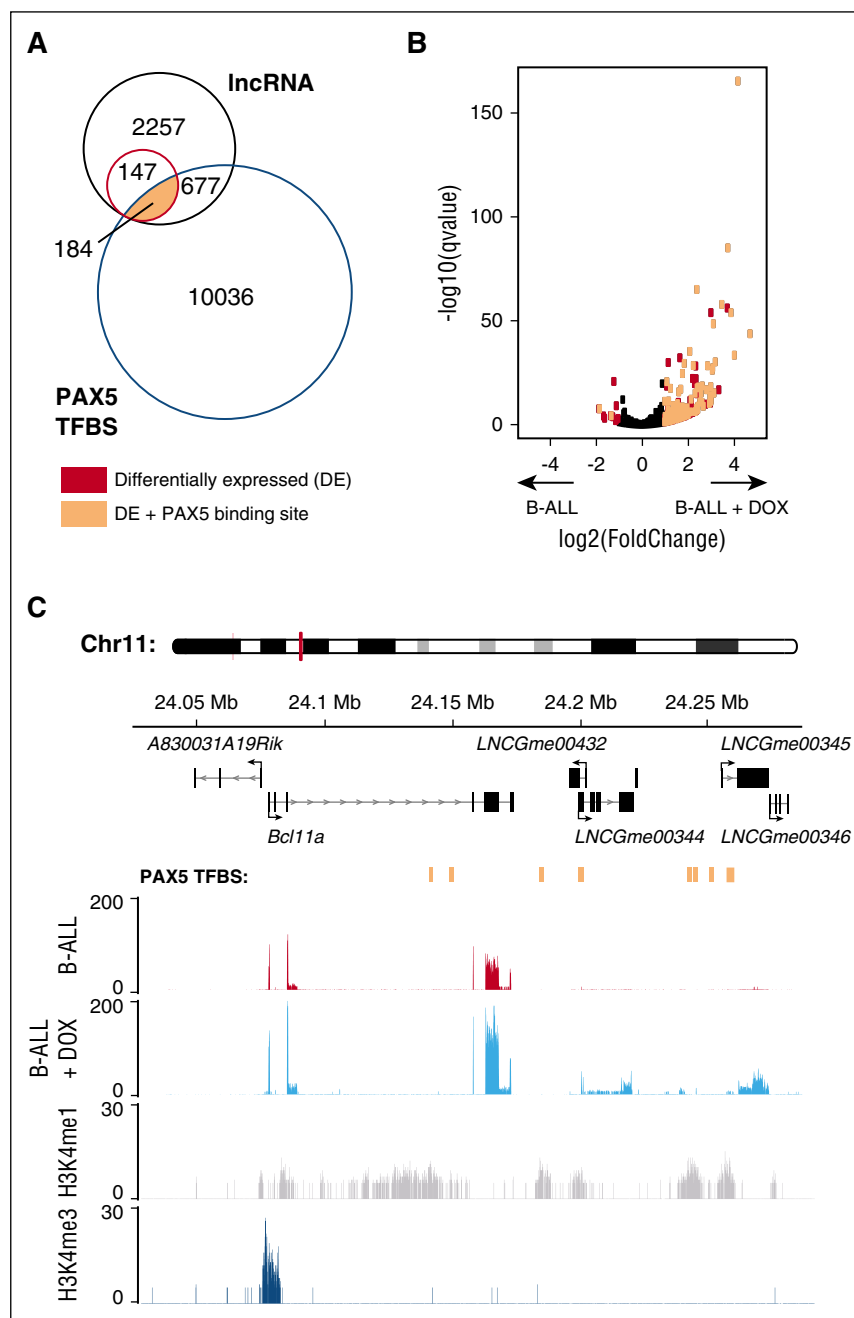 A
lncRNA
2257
147
677
184
10036
PAX5
TFBS
Differentially expressed (DE)
DE + PAX5 binding site
B
150
100
50
0
-log10(qvalue)
-4 -2 0 2 4
B-ALL
B-ALL + DOX
log2(FoldChange)
C
Chr11:
24.05 Mb 24.1 Mb 24.15 Mb 24.2 Mb 24.25 Mb
A830031A19Rik
LNCGme00432
LNCGme00345
Bcl11a
LNCGme00344
LNCGme00346
PAX5 TFBS:
200
0
B-ALL
200
0
B-ALL
+ DOX
30
0
H3K4me1
30
0
H3K4me3